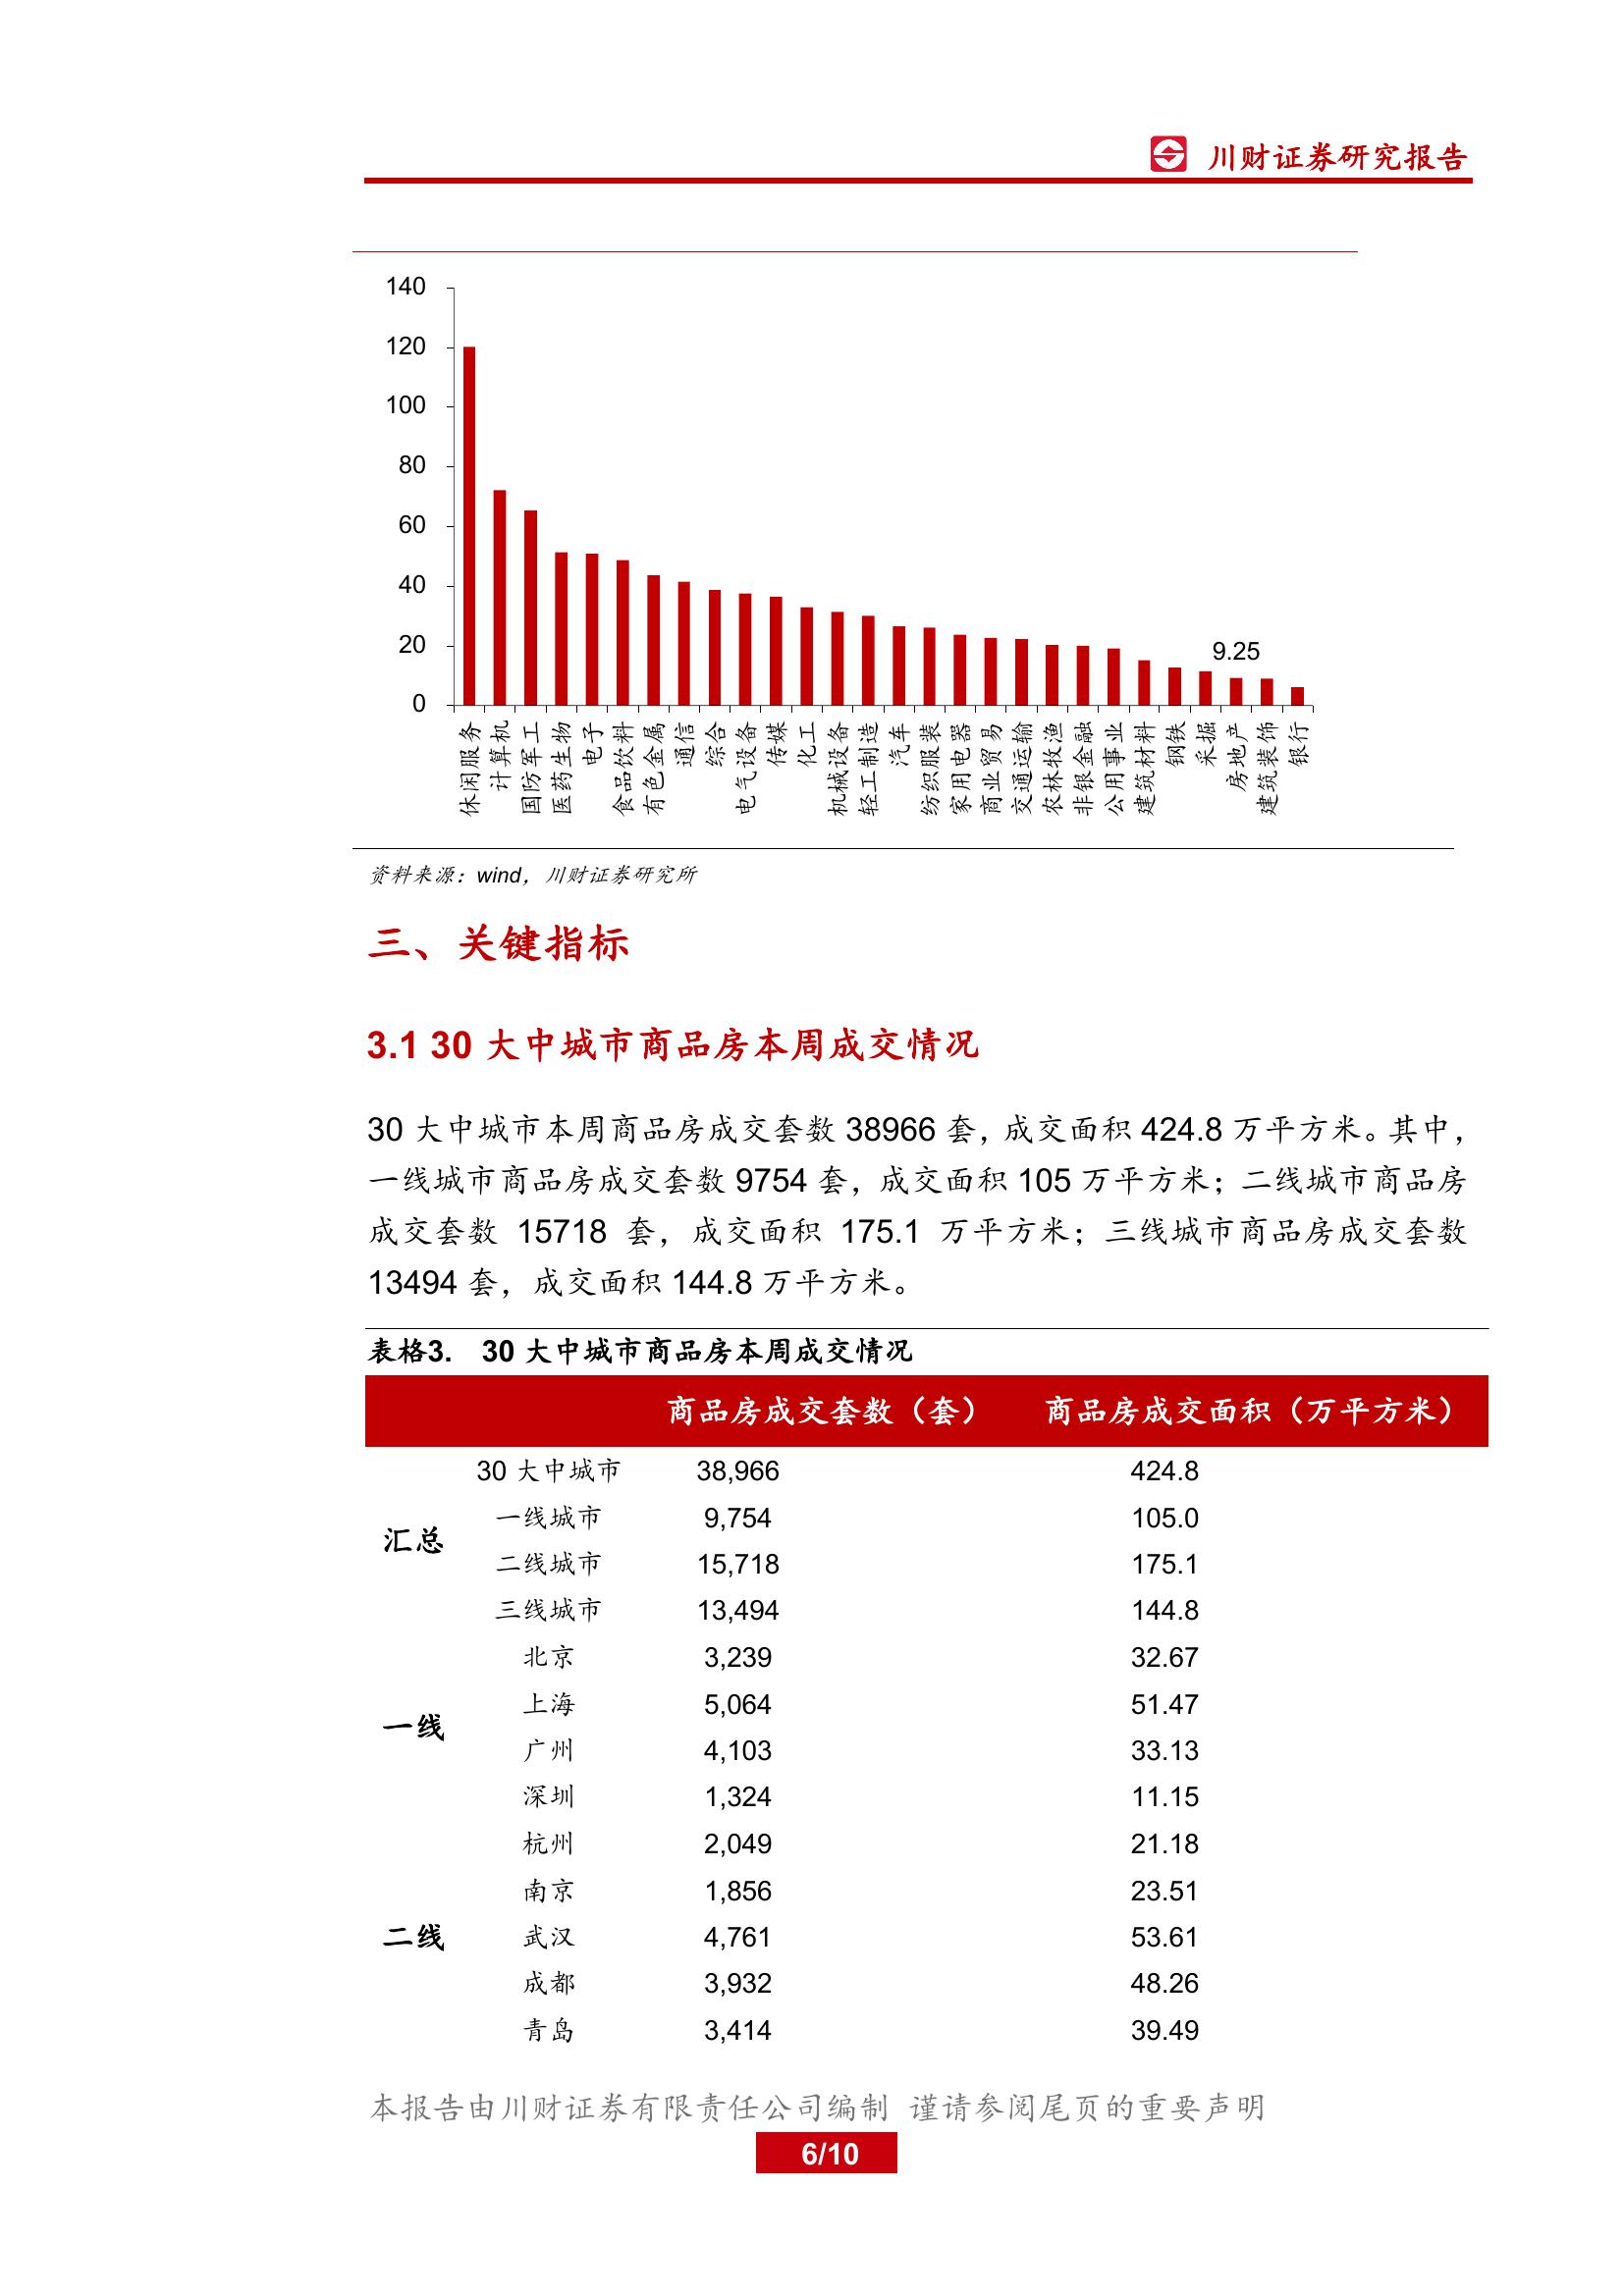 川财证券研究报告
140
120
100
80
60
40
20
0
9.25
休闲服务
计算机
国防军工
医药生物
电子
食品饮料
有色金属
通信
综合
电气设备
传媒
化工
机械设备
轻工制造
汽车
纺织服装
家用电器
商业贸易
交通运输
农林牧渔
非银金融
公用事业
建筑材料
钢铁
采掘
房地产
建筑装饰
银行
资料来源：wind，川财证券研究所
三、关键指标
3.1 30 大中城市商品房本周成交情况
30 大中城市本周商品房成交套数 38966 套，成交面积 424.8 万平方米。其中，
一线城市商品房成交套数 9754 套，成交面积 105 万平方米；二线城市商品房
成交套数 15718 套，成交面积 175.1 万平方米；三线城市商品房成交套数
13494 套，成交面积 144.8 万平方米。
表格3. 30 大中城市商品房本周成交情况
商品房成交套数（套） 商品房成交面积（万平方米）
汇总
30 大中城市 38,966 424.8
一线城市 9,754 105.0
二线城市 15,718 175.1
三线城市 13,494 144.8
一线
北京 3,239 32.67
上海 5,064 51.47
广州 4,103 33.13
深圳 1,324 11.15
二线
杭州 2,049 21.18
南京 1,856 23.51
武汉 4,761 53.61
成都 3,932 48.26
青岛 3,414 39.49
本报告由川财证券有限责任公司编制 谨请参阅尾页的重要声明
6/10